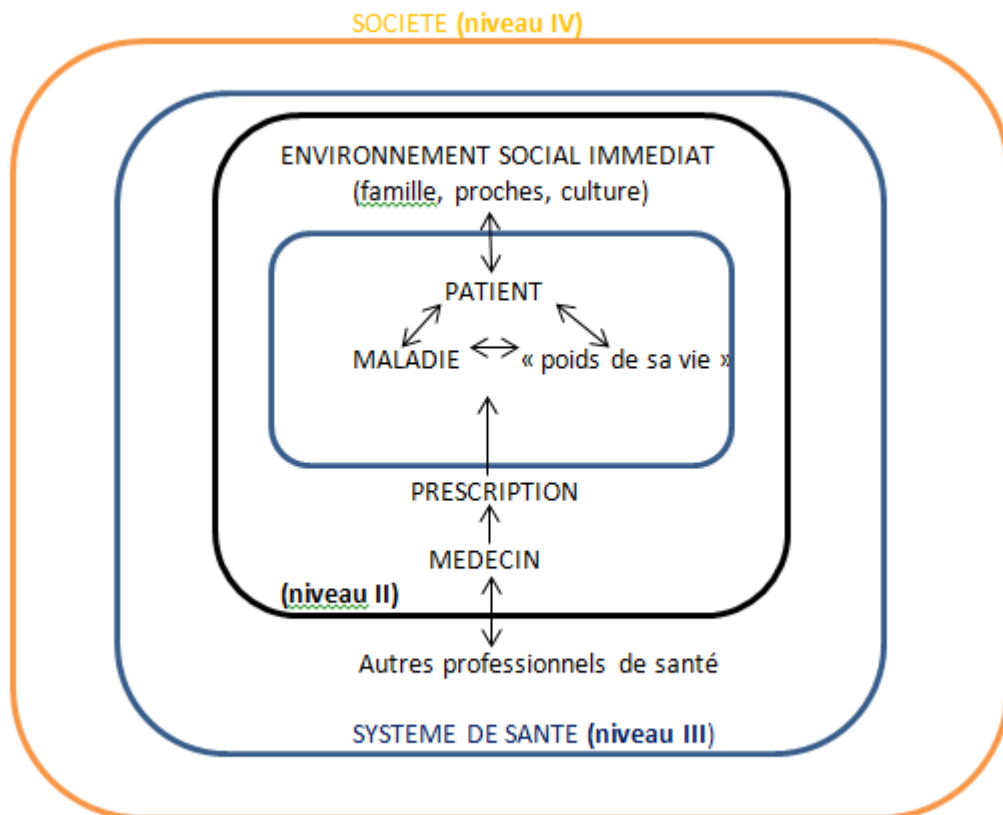 SOCIETE (niveau IV)
ENVIRONNEMENT SOCIAL IMMEDIAT
(famille, proches, culture)
PATIENT
MALADIE
« poids de sa vie »
PRESCRIPTION
MEDECIN
(niveau II)
Autres professionnels de santé
SYSTEME DE SANTE (niveau III)